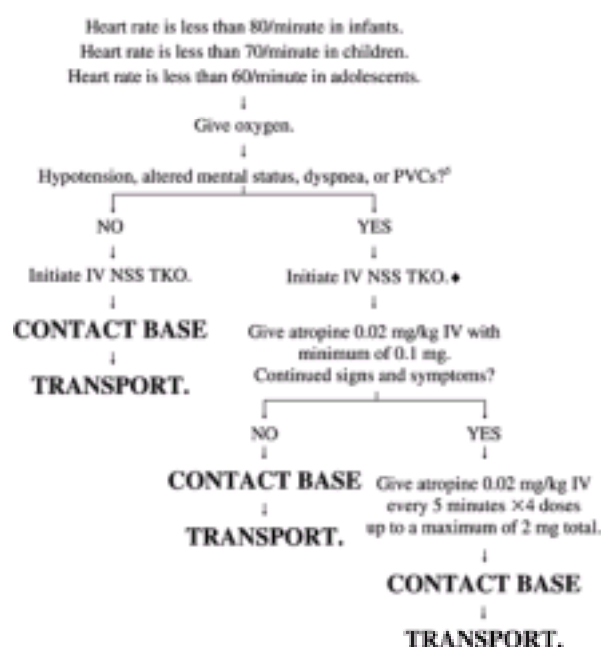 Heart rate is less than 80/minute in infants.
Heart rate is less than 70/minute in children.
Heart rate is less than 60/minute in adolescents.
↓
Give oxygen.
↓
Hypotension, altered mental status, dyspnea, or PVCs?
NO
YES
↓
↓
Initiate IV NSS TKO.
Initiate IV NSS TKO.♦
↓
↓
CONTACT BASE
Give atropine 0.02 mg/kg IV with
minimum of 0.1 mg.
↓
TRANSPORT.
Continued signs and symptoms?
NO
YES
↓
↓
CONTACT BASE
Give atropine 0.02 mg/kg IV
every 5 minutes ×4 doses
up to a maximum of 2 mg total.
↓
TRANSPORT.
↓
CONTACT BASE
↓
TRANSPORT.